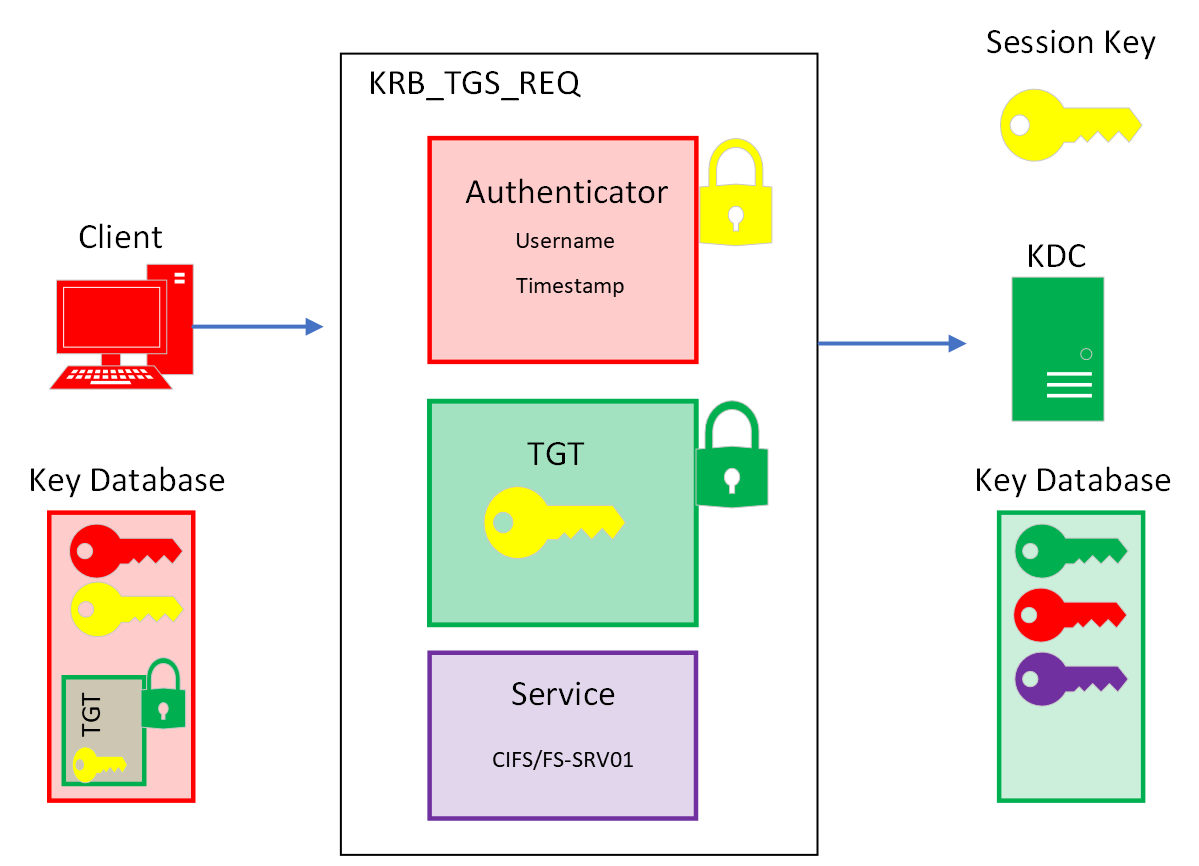 Session Key
KRB_TGS_REQ
Authenticator
Username
Timestamp
Client
KDC
TGT
Key Database
Key Database
TGT
Service
CIFS/FS-SRV01